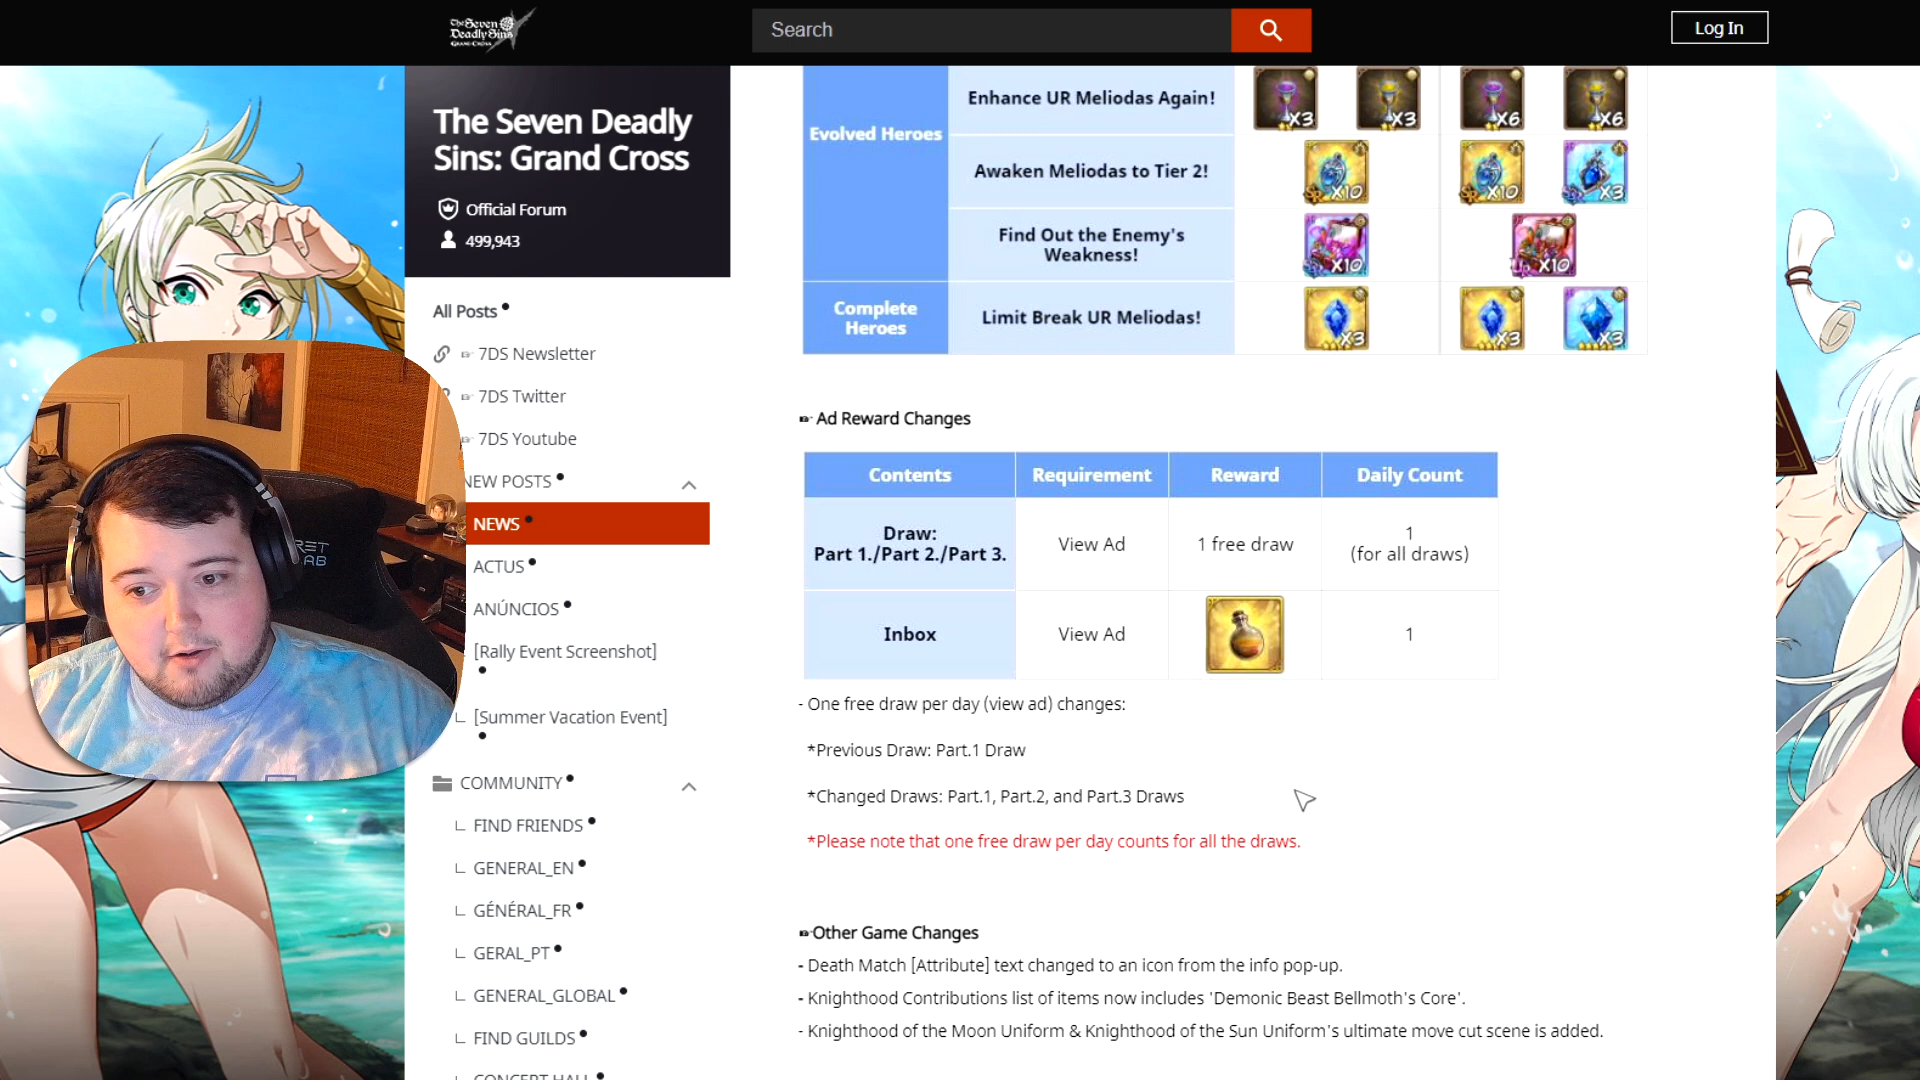 The Seven
Deadly Sins
GRAND CROSS
Search
Log In
The Seven Deadly
Sins: Grand Cross
Official Forum
499,943
All Posts
7DS Newsletter
7DS Twitter
7DS Youtube
NEW POSTS
NEWS
ACTUS
ANÚNCIOS
[Rally Event Screenshot]
[Summer Vacation Event]
COMMUNITY
FIND FRIENDS
GENERAL_EN
GÉNÉRAL_FR
GERAL_PT
GENERAL_GLOBAL
FIND GUILDS
CONCERT HALL
Evolved Heroes
Enhance UR Meliodas Again!
X3 X3 X6 X6
Awaken Meliodas to Tier 2!
X10 X10 X3
Find Out the Enemy's
Weakness!
X10 X10
Complete
Heroes
Limit Break UR Meliodas!
X3 X3 X3
Ad Reward Changes
Contents Requirement Reward Daily Count
Draw:
Part 1./Part 2./Part 3.
View Ad
1 free draw
1
(for all draws)
Inbox
View Ad
1
- One free draw per day (view ad) changes:
*Previous Draw: Part.1 Draw
*Changed Draws: Part.1, Part.2, and Part.3 Draws
*Please note that one free draw per day counts for all the draws.
Other Game Changes
- Death Match [Attribute] text changed to an icon from the info pop-up.
- Knighthood Contributions list of items now includes 'Demonic Beast Bellmoth's Core'.
- Knighthood of the Moon Uniform & Knighthood of the Sun Uniform's ultimate move cut scene is added.